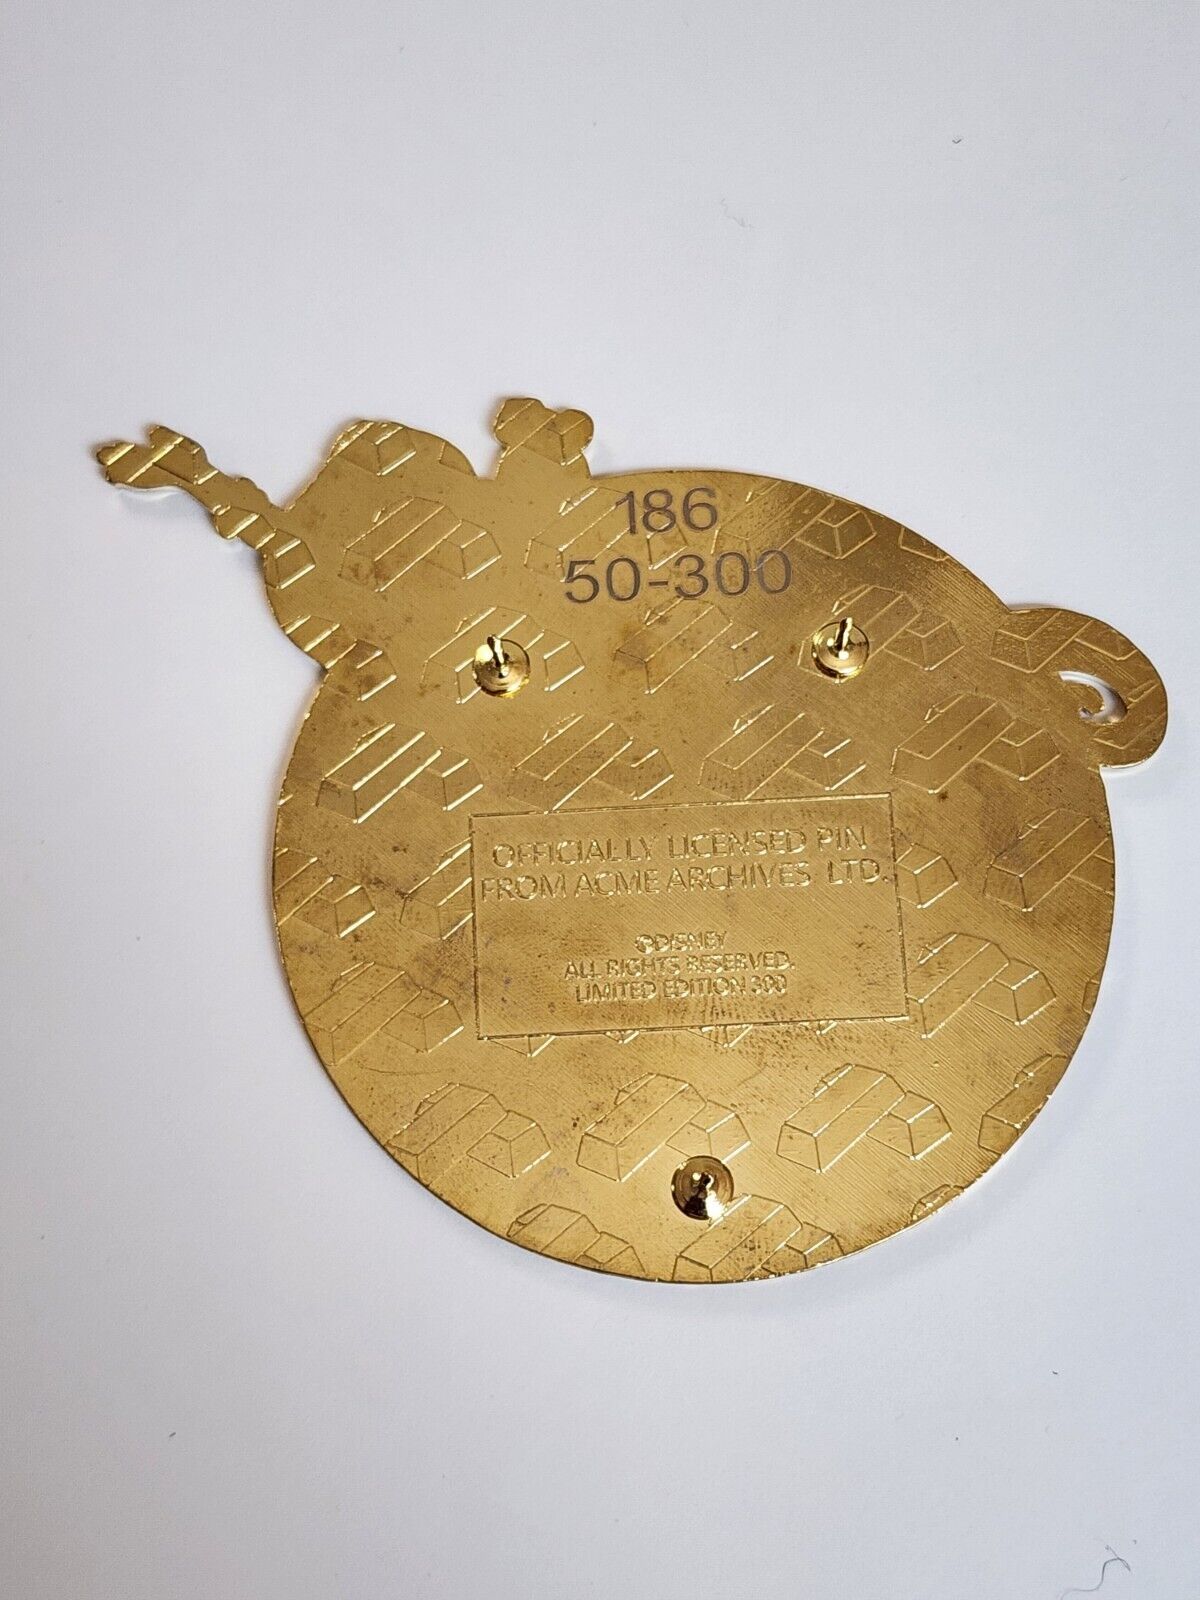 186
50-300
OFFICIALLY LICENSED PIN
FROM ACME ARCHIVES LTD.
©DISNEY
ALL RIGHTS RESERVED.
LIMITED EDITION 300